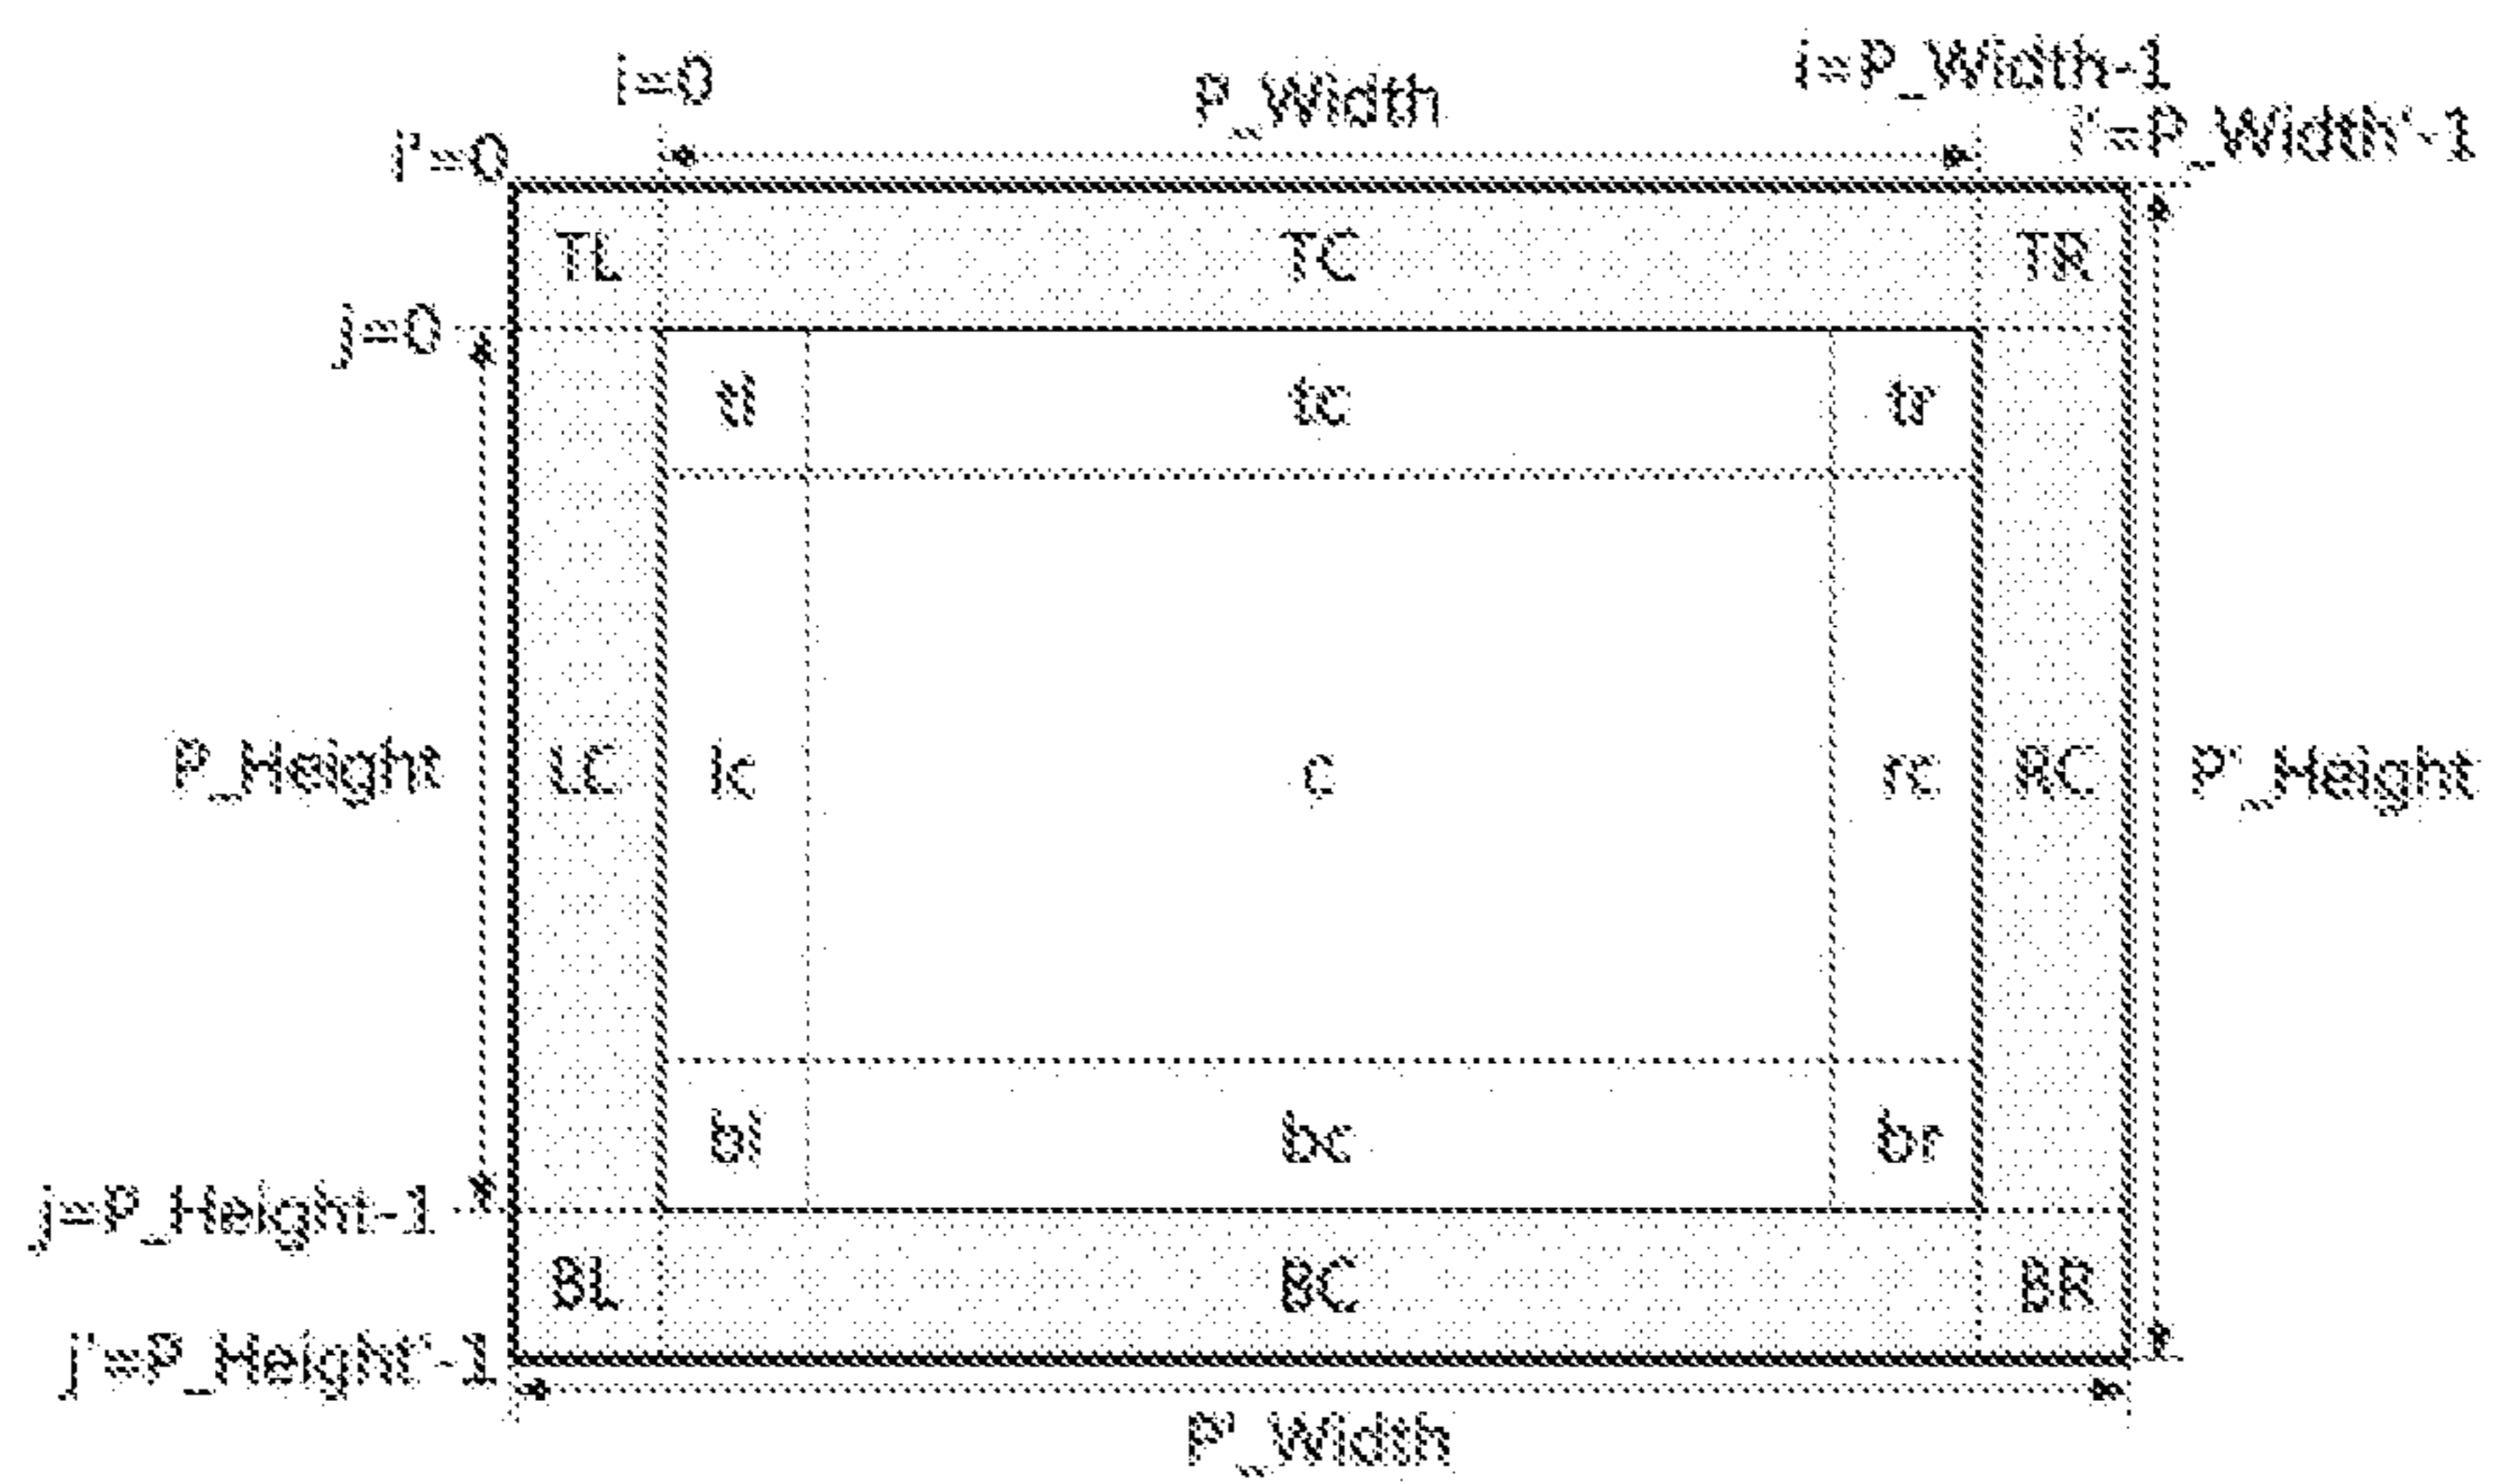 i=0 P_Width i=P_Width-1
i'=0 i'=P_Width'-1
TL TC TR
j=0
tl tc tr
P_Height LC lc c rc RC P'_Height
bl bc br
j=P_Height-1
BL BC BR
j'=P_Height'-1
P'_Width